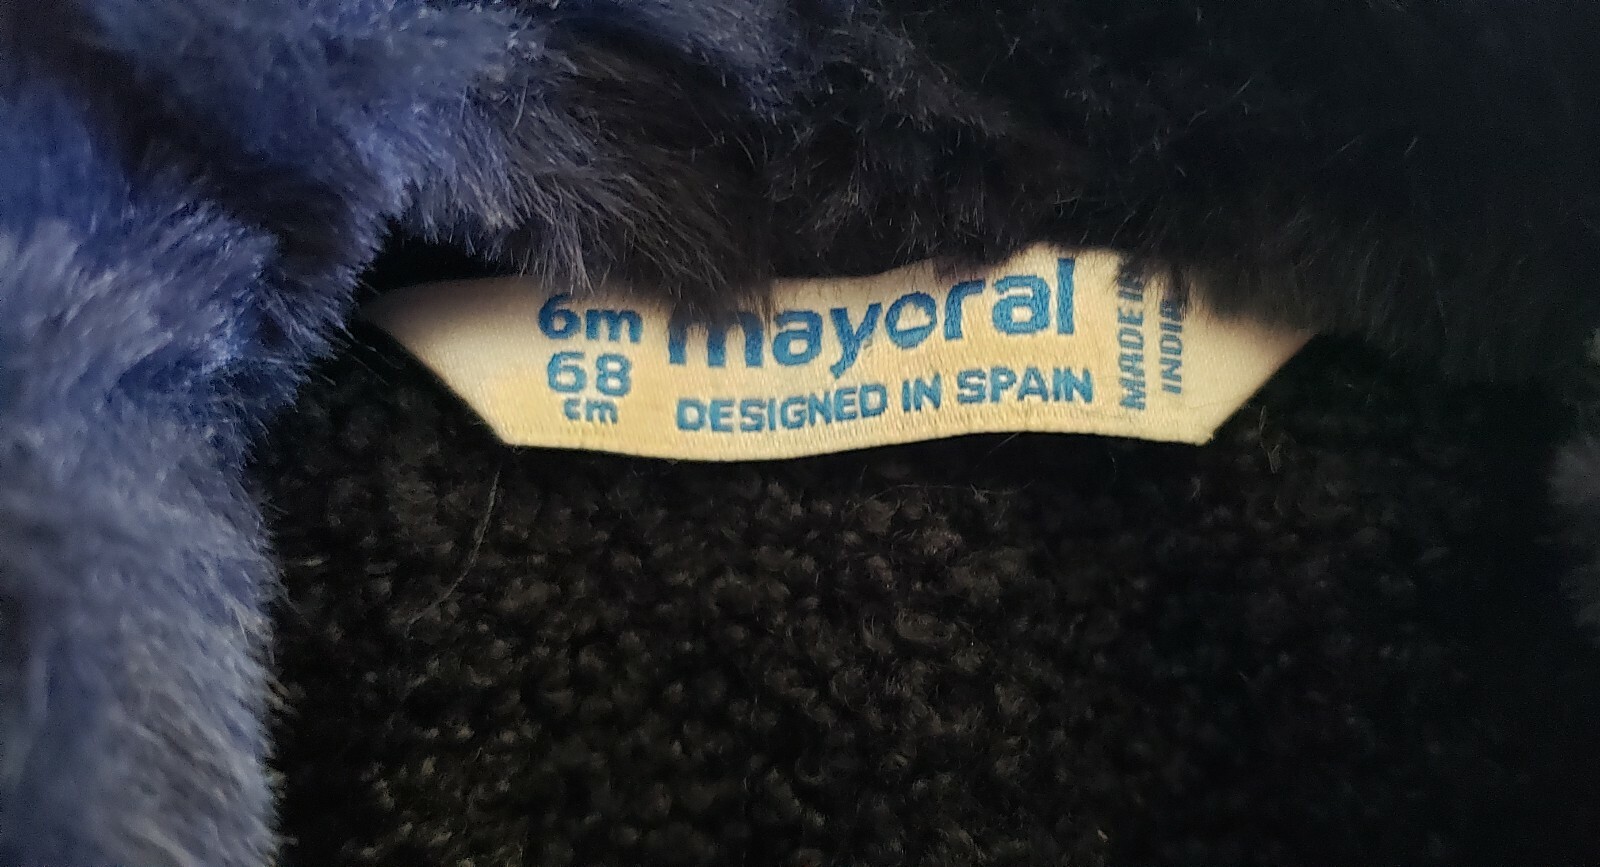 6m
68
cm
mayoral
DESIGNED IN SPAIN
MADE IN
INDIA